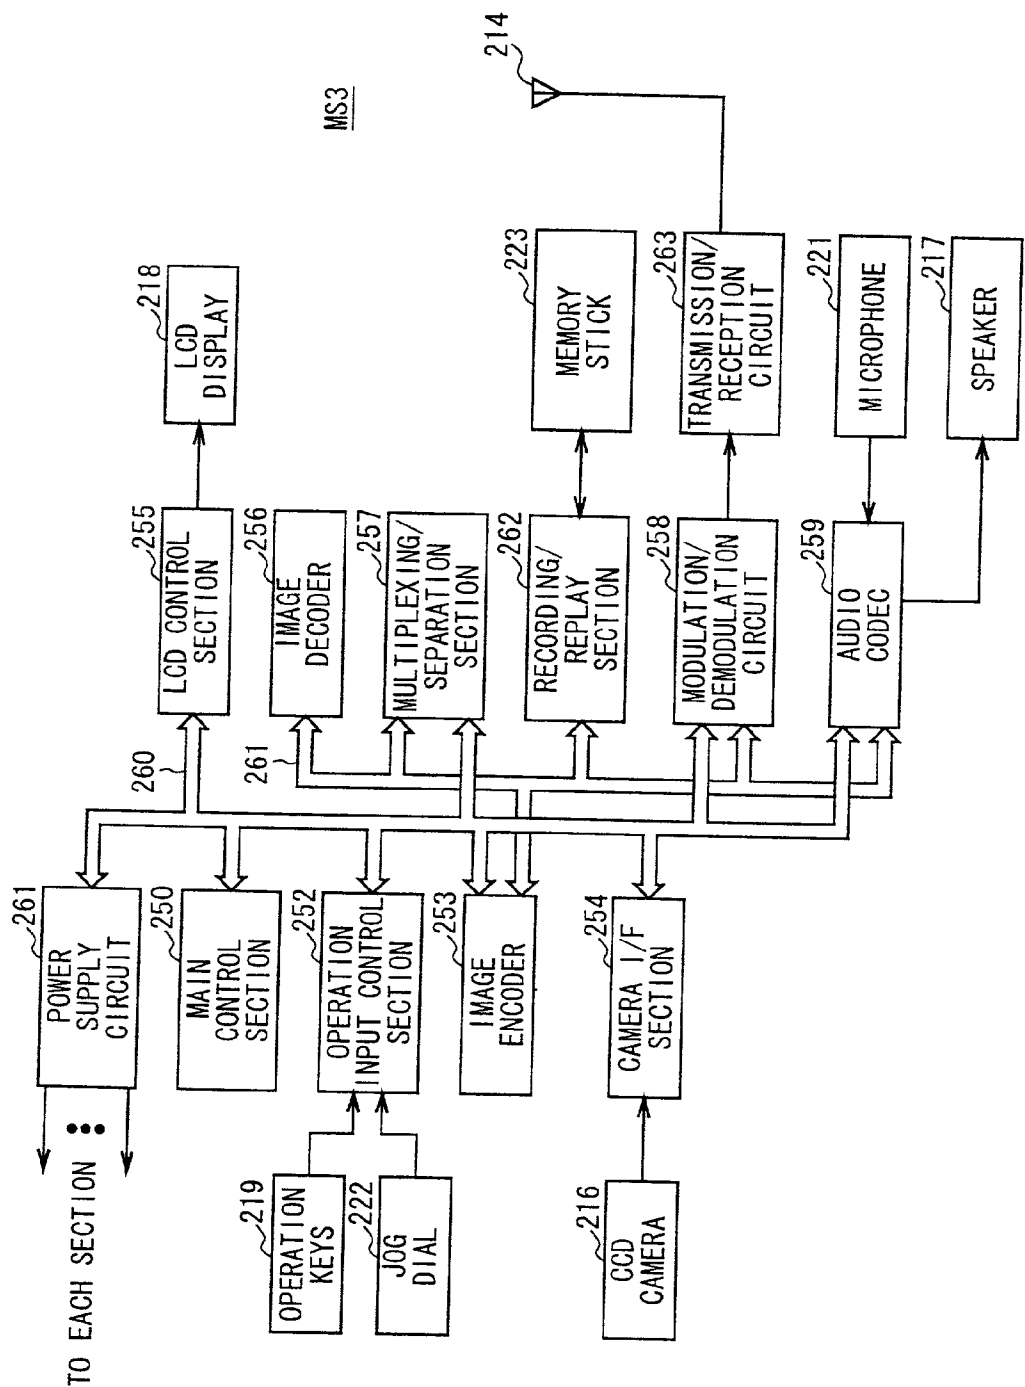 MS3
214
TO EACH SECTION
261
POWER
SUPPLY
CIRCUIT
250
MAIN
CONTROL
SECTION
219
OPERATION
KEYS
222
JOG
DIAL
252
OPERATION
INPUT CONTROL
SECTION
253
IMAGE
ENCODER
216
CCD
CAMERA
254
CAMERA I/F
SECTION
260
261
255
LCD CONTROL
SECTION
218
LCD
DISPLAY
256
IMAGE
DECODER
257
MULTIPLEXING/
SEPARATION
SECTION
262
RECORDING/
REPLAY
SECTION
223
MEMORY
STICK
258
MODULATION/
DEMODULATION
CIRCUIT
263
TRANSMISSION/
RECEPTION
CIRCUIT
259
AUDIO
CODEC
221
MICROPHONE
217
SPEAKER